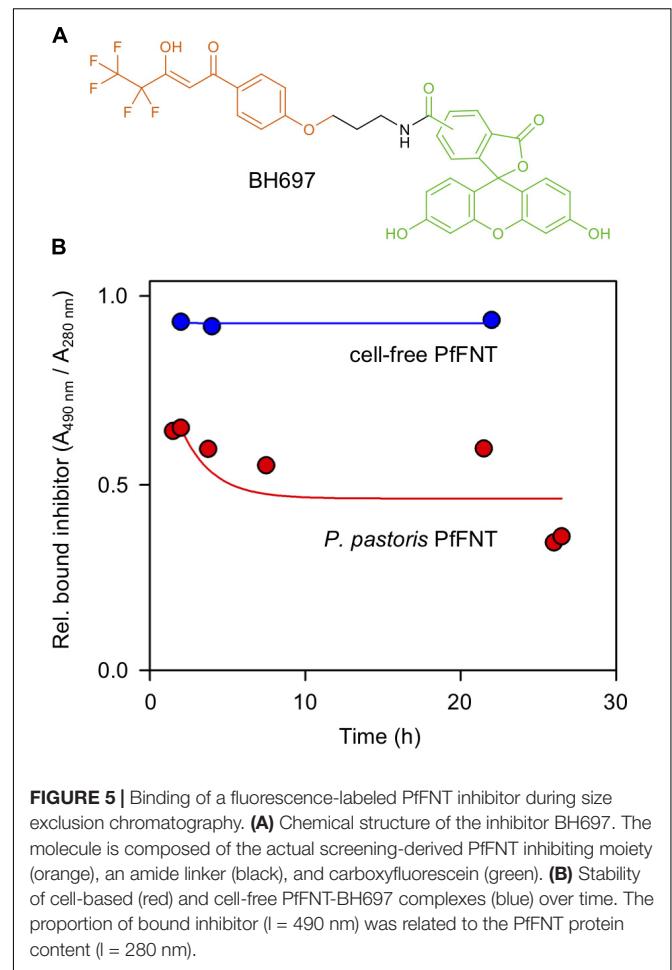 A
F
F
F
F
F
OH
O
O
N
H
O
O
O
HO
O
OH
BH697
B
Rel. bound inhibitor (A490 nm / A280 nm)
1.0
0.5
0.0
cell-free PfFNT
P. pastoris PfFNT
0
10
20
30
Time (h)
FIGURE 5 | Binding of a fluorescence-labeled PfFNT inhibitor during size
exclusion chromatography. (A) Chemical structure of the inhibitor BH697. The
molecule is composed of the actual screening-derived PfFNT inhibiting moiety
(orange), an amide linker (black), and carboxyfluorescein (green). (B) Stability
of cell-based (red) and cell-free PfFNT-BH697 complexes (blue) over time. The
proportion of bound inhibitor (l = 490 nm) was related to the PfFNT protein
content (l = 280 nm).